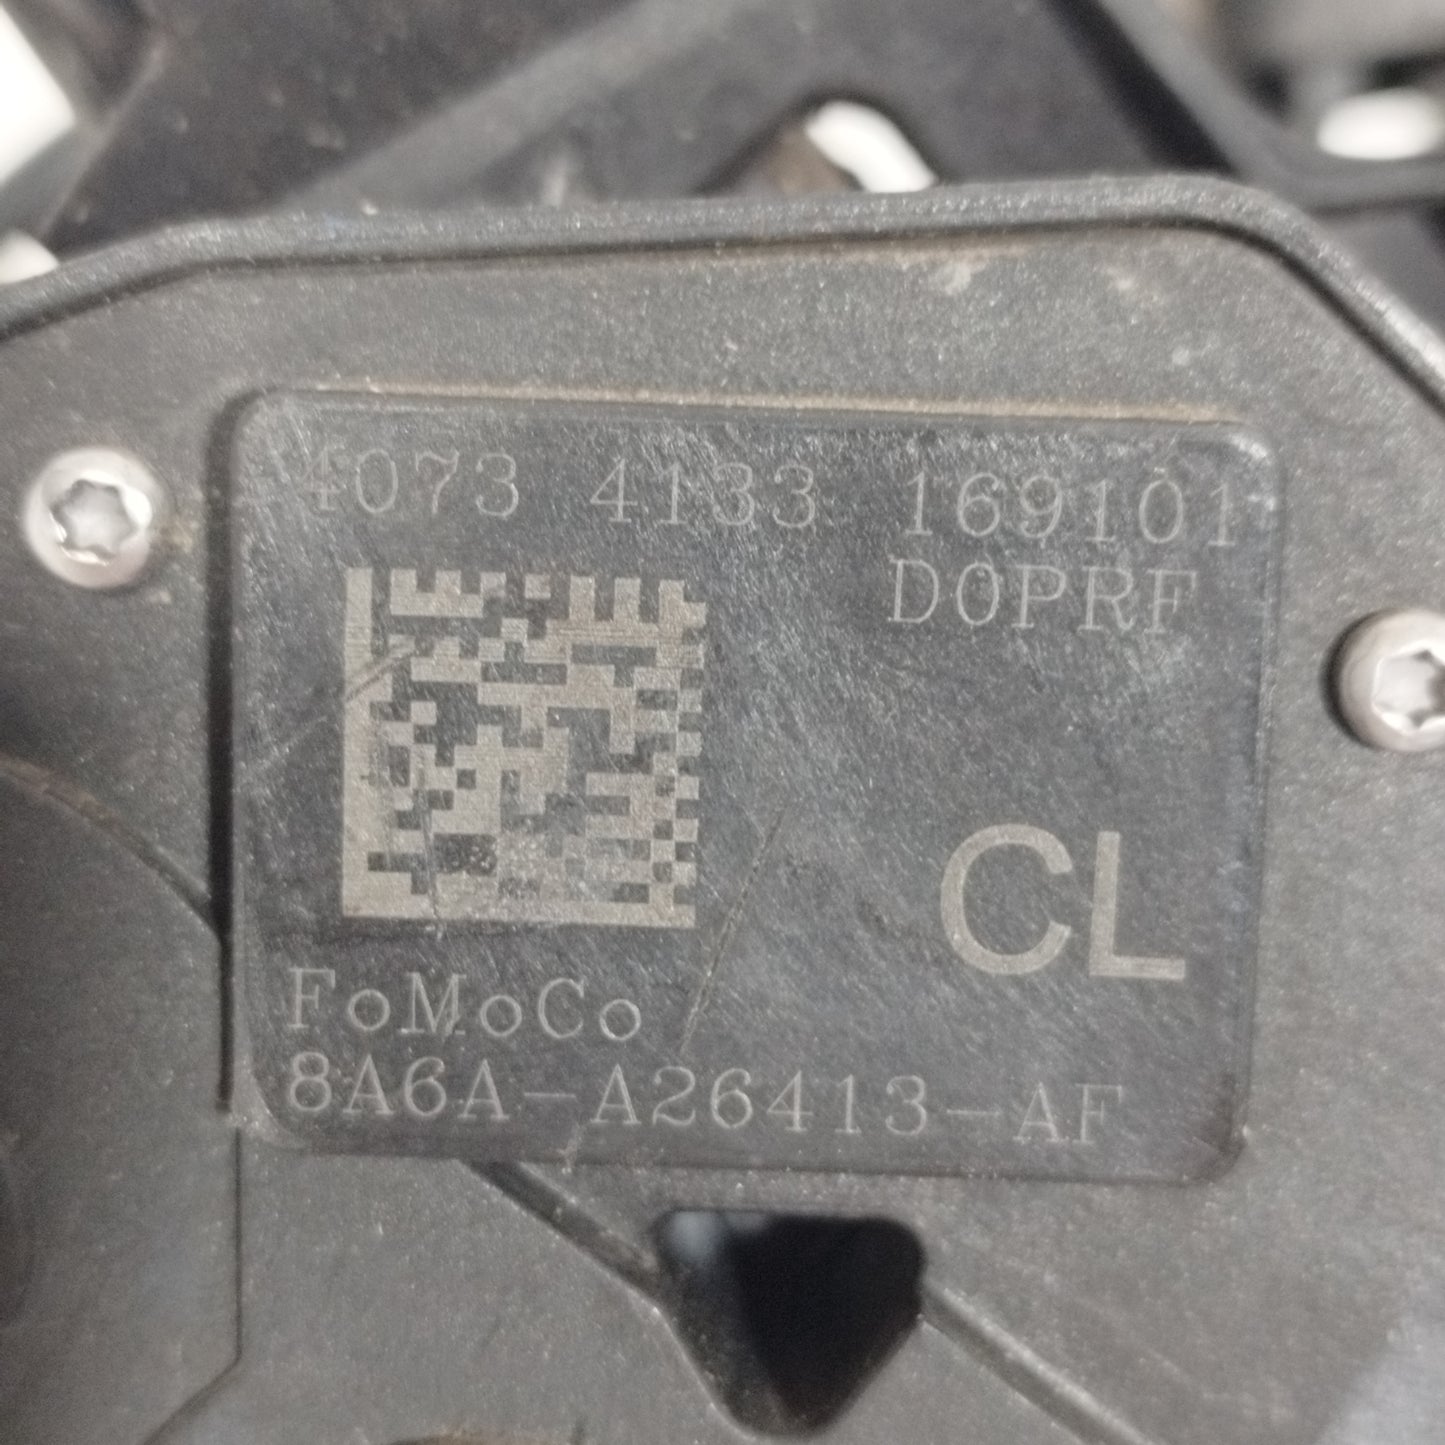 4073 4133 169101
D0PRF
CL
FoMoCo
8A6A-A26413-AF